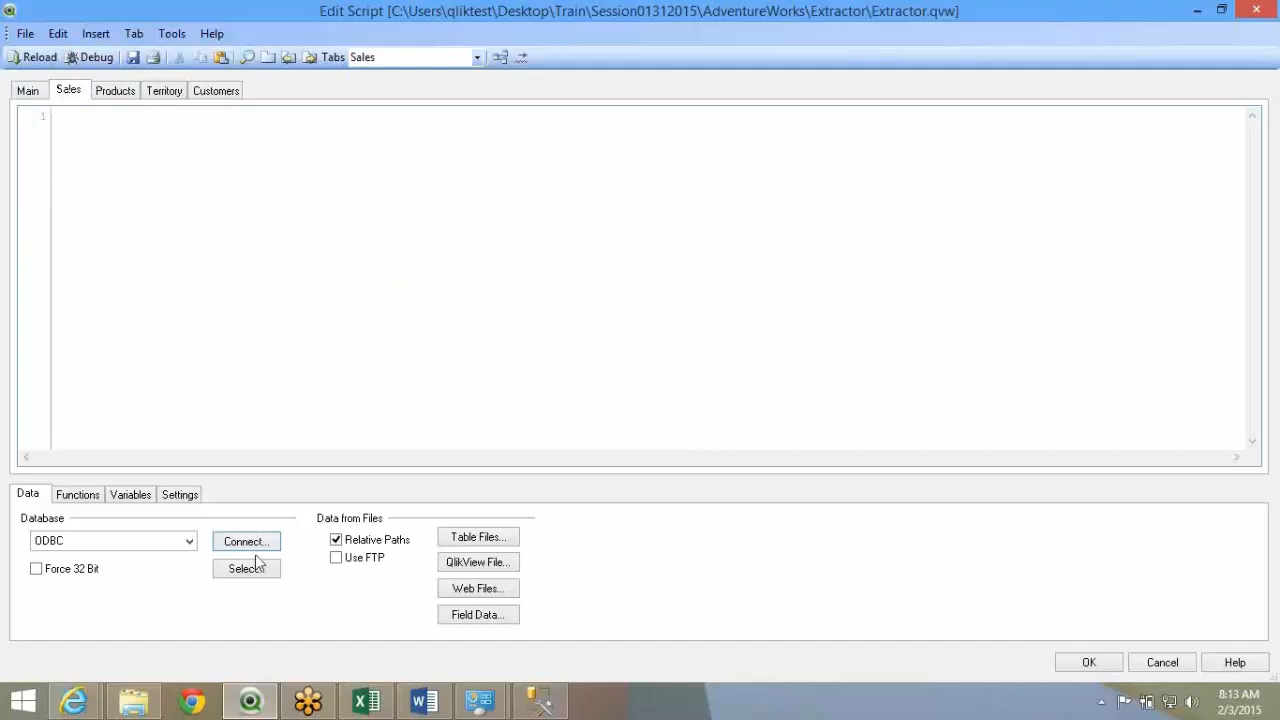 Edit Script [C:\Users\qliktest\Desktop\Train\Session01312015\AdventureWorks\Extractor\Extractor.qvw]
File Edit Insert Tab Tools Help
Reload Debug Tabs Sales
Main Sales Products Territory Customers
1
Data Functions Variables Settings
Database
ODBC
Connect...
Force 32 Bit
Data from Files
Relative Paths
Use FTP
Table Files...
QlikView File...
Web Files...
Field Data...
OK Cancel Help
8:13 AM
2/3/2015